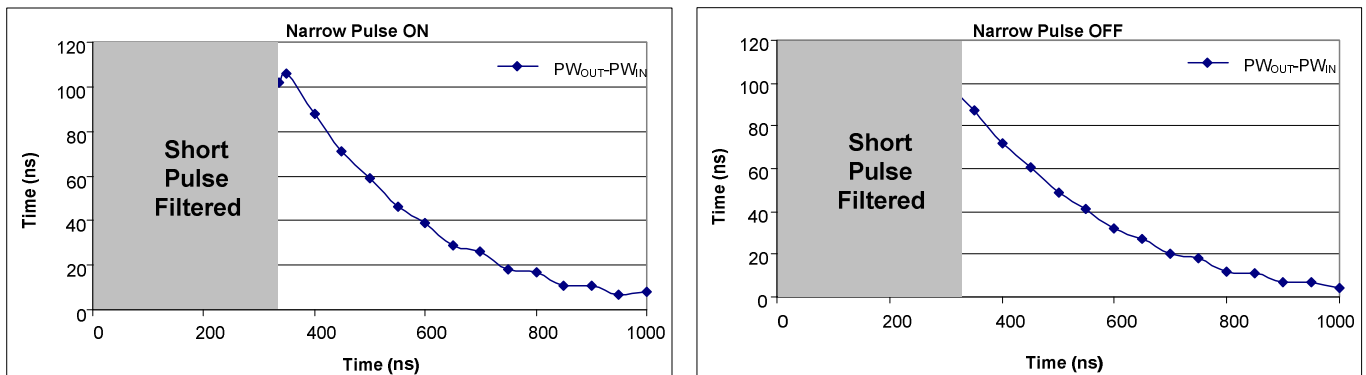 Narrow Pulse ON
120
100
80
60
40
20
0
Time (ns)
Short
Pulse
Filtered
PWOUT-PWIN
0 200 400 600 800 1000
Time (ns)
Narrow Pulse OFF
120
100
80
60
40
20
0
Time (ns)
Short
Pulse
Filtered
PWOUT-PWIN
0 200 400 600 800 1000
Time (ns)